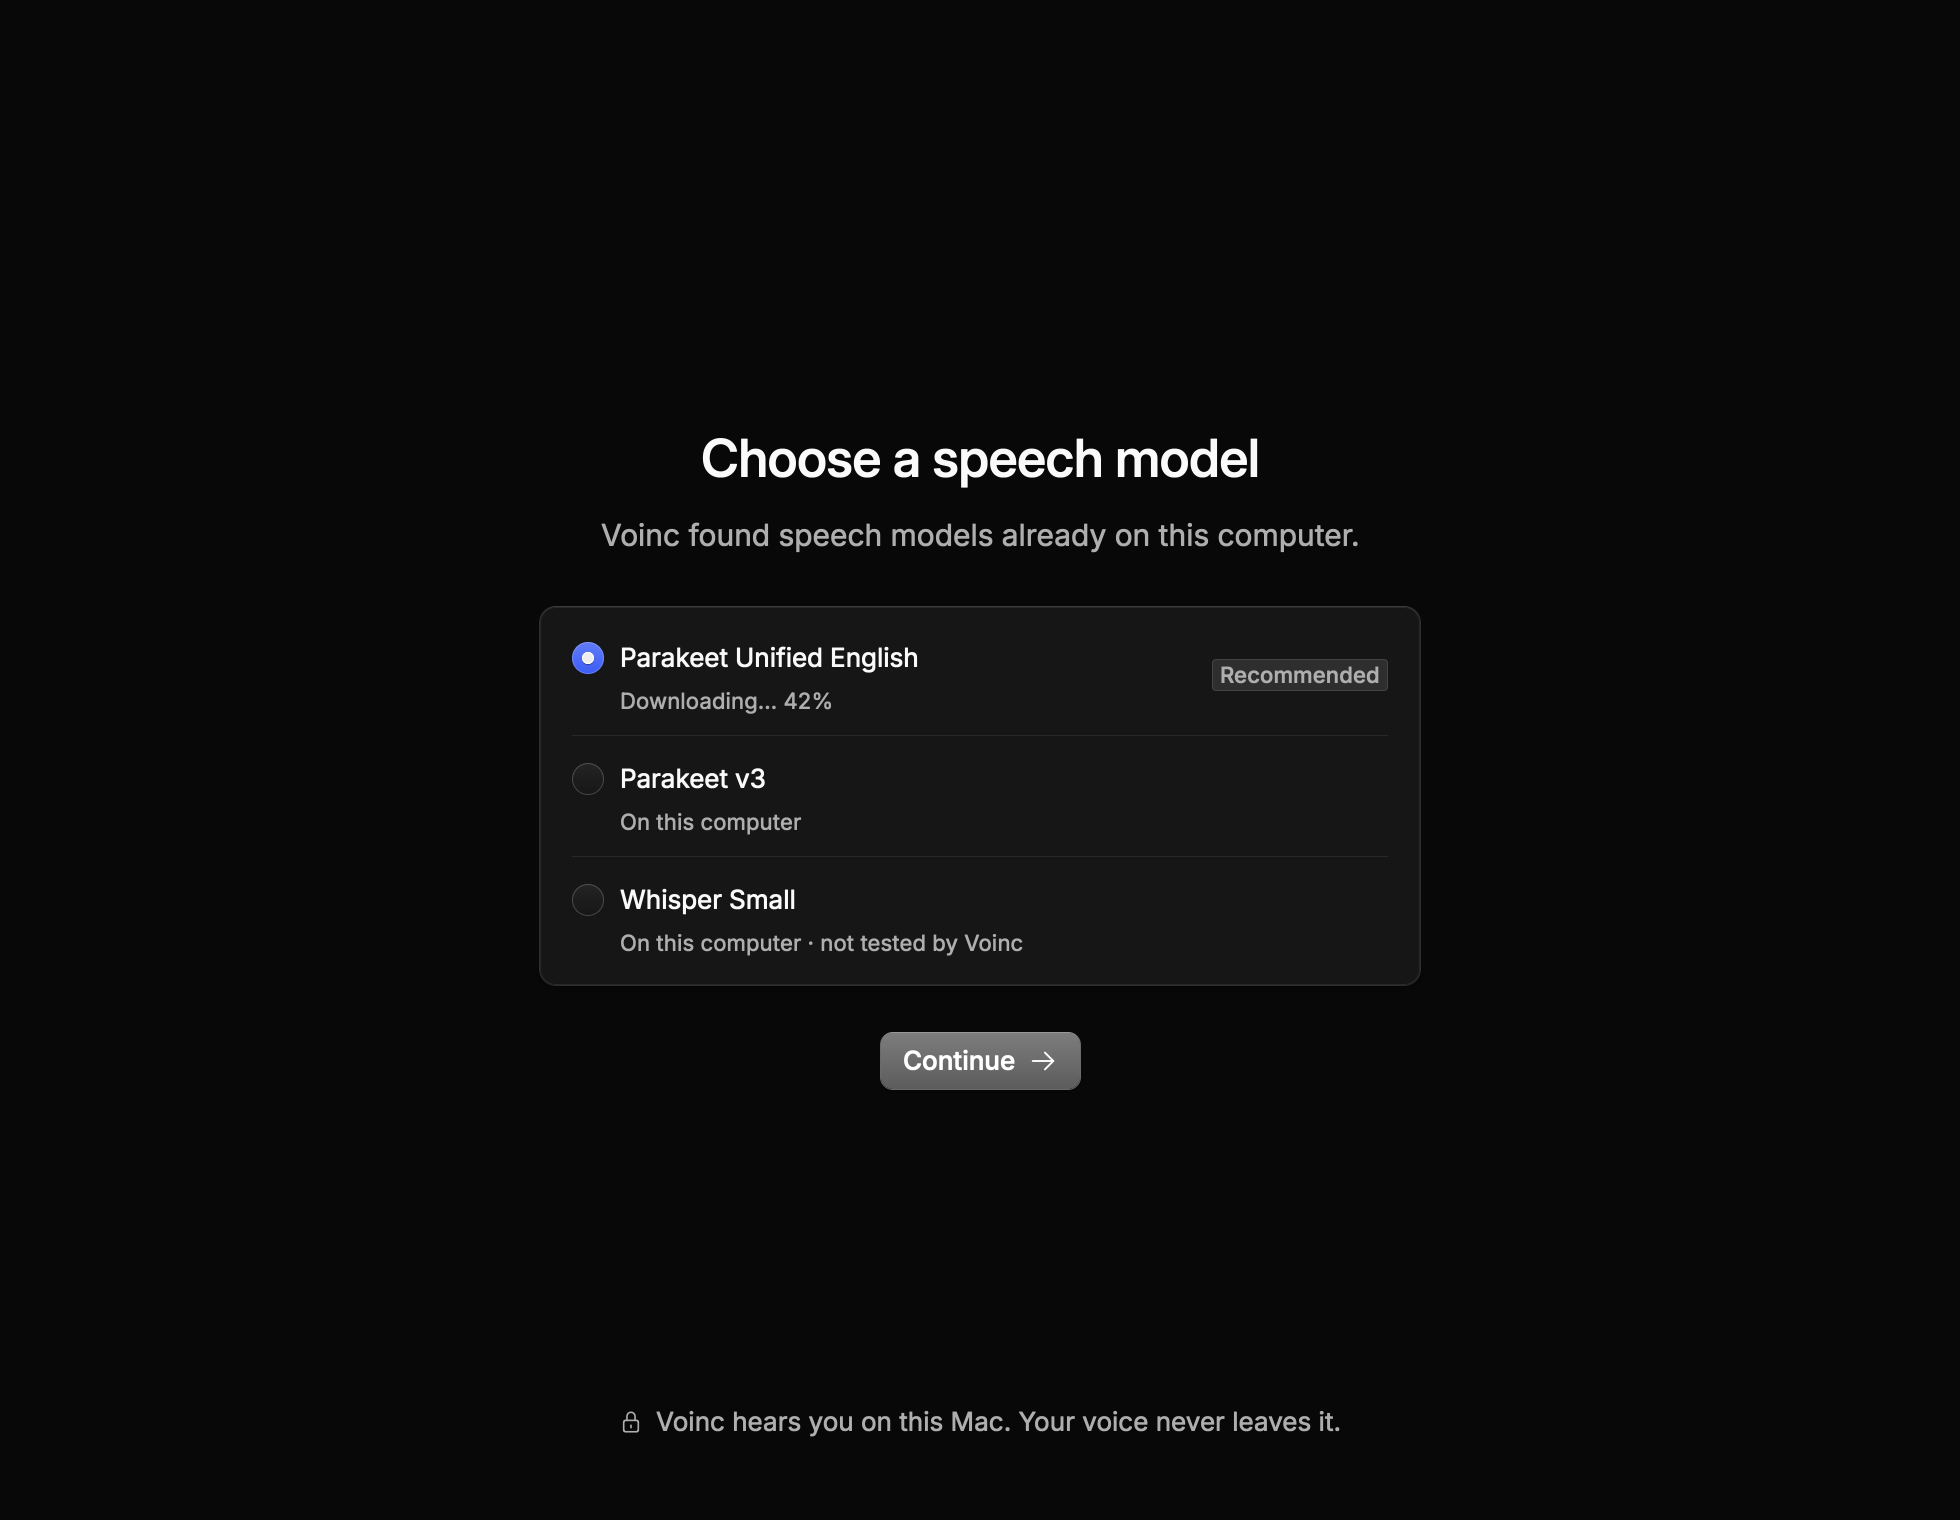 Choose a speech model
Voinc found speech models already on this computer.
Parakeet Unified English
Recommended
Downloading... 42%
Parakeet v3
On this computer
Whisper Small
On this computer · not tested by Voinc
Continue →
Voinc hears you on this Mac. Your voice never leaves it.